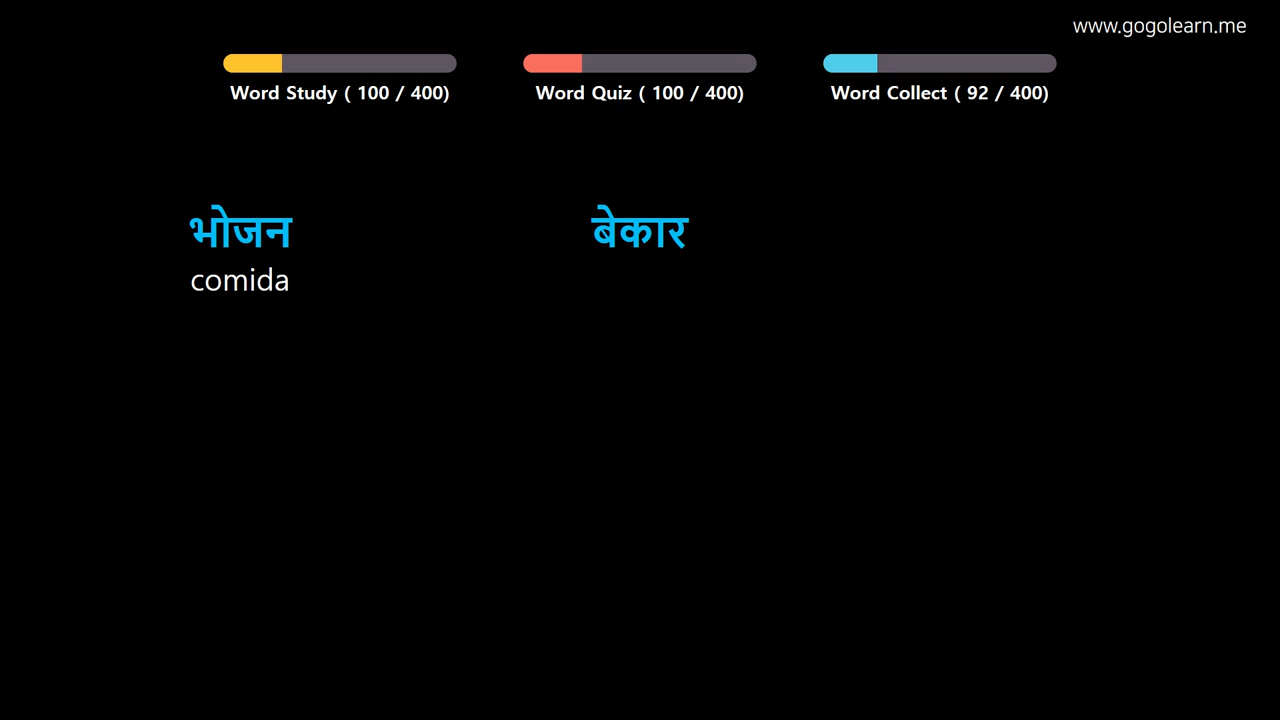 www.gogolearn.me
Word Study ( 100 / 400)
Word Quiz ( 100 / 400)
Word Collect ( 92 / 400)
भोजन
comida
बेकार